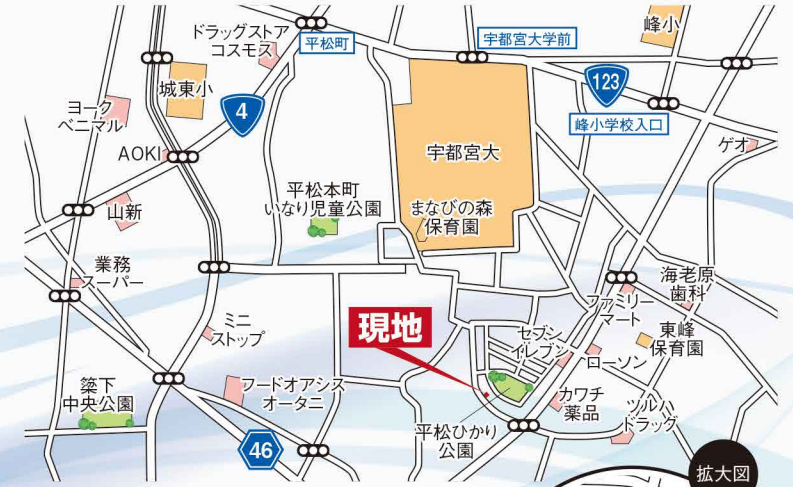 ドラッグストア
コスモス
平松町
宇都宮大学前
峰小
城東小
4
123
峰小学校入口
ヨーク
ベニマル
AOKI
宇都宮大
ゲオ
山新
平松本町
いなり児童公園
まなびの森
保育園
業務
スーパー
海老原
歯科
ファミリー
マート
ミニ
ストップ
現地
セブン
イレブン
東峰
保育園
ローソン
簗下
中央公園
フードオアシス
オータニ
カワチ
薬品
ツルハ
ドラッグ
平松ひかり
公園
46
拡大図